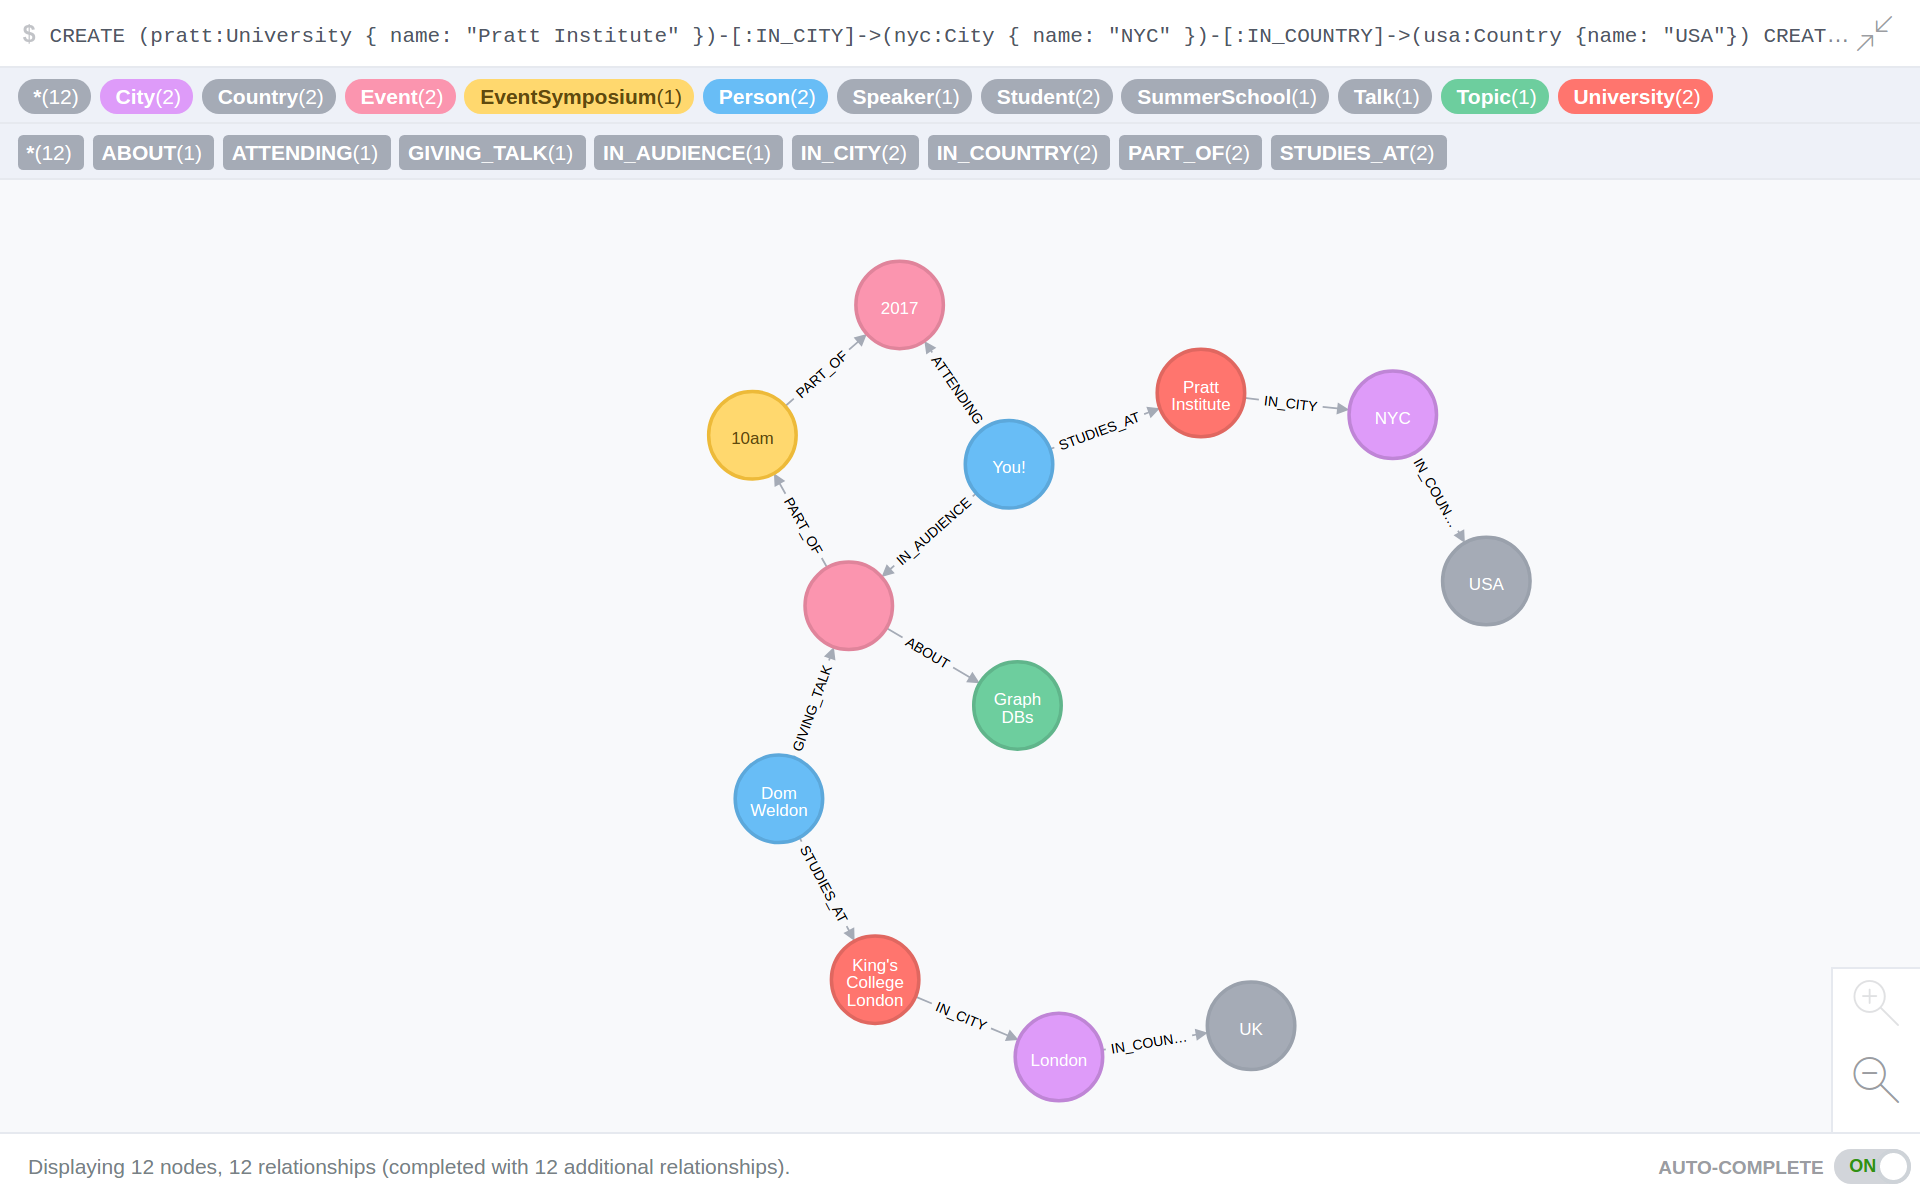 $ CREATE (pratt:University { name: "Pratt Institute" })-[:IN_CITY]->(nyc:City { name: "NYC" })-[:IN_COUNTRY]->(usa:Country {name: "USA"}) CREAT…
*(12) City(2) Country(2) Event(2) EventSymposium(1) Person(2) Speaker(1) Student(2) SummerSchool(1) Talk(1) Topic(1) University(2)
*(12) ABOUT(1) ATTENDING(1) GIVING_TALK(1) IN_AUDIENCE(1) IN_CITY(2) IN_COUNTRY(2) PART_OF(2) STUDIES_AT(2)
2017
PART_OF
ATTENDING
Pratt
Institute
IN_CITY
NYC
STUDIES_AT
10am
You!
IN_COUN…
PART_OF
IN_AUDIENCE
USA
ABOUT
GIVING_TALK
Graph
DBs
Dom
Weldon
STUDIES_AT
King's
College
London
IN_CITY
London
IN_COUN…
UK
Displaying 12 nodes, 12 relationships (completed with 12 additional relationships).
AUTO-COMPLETE ON